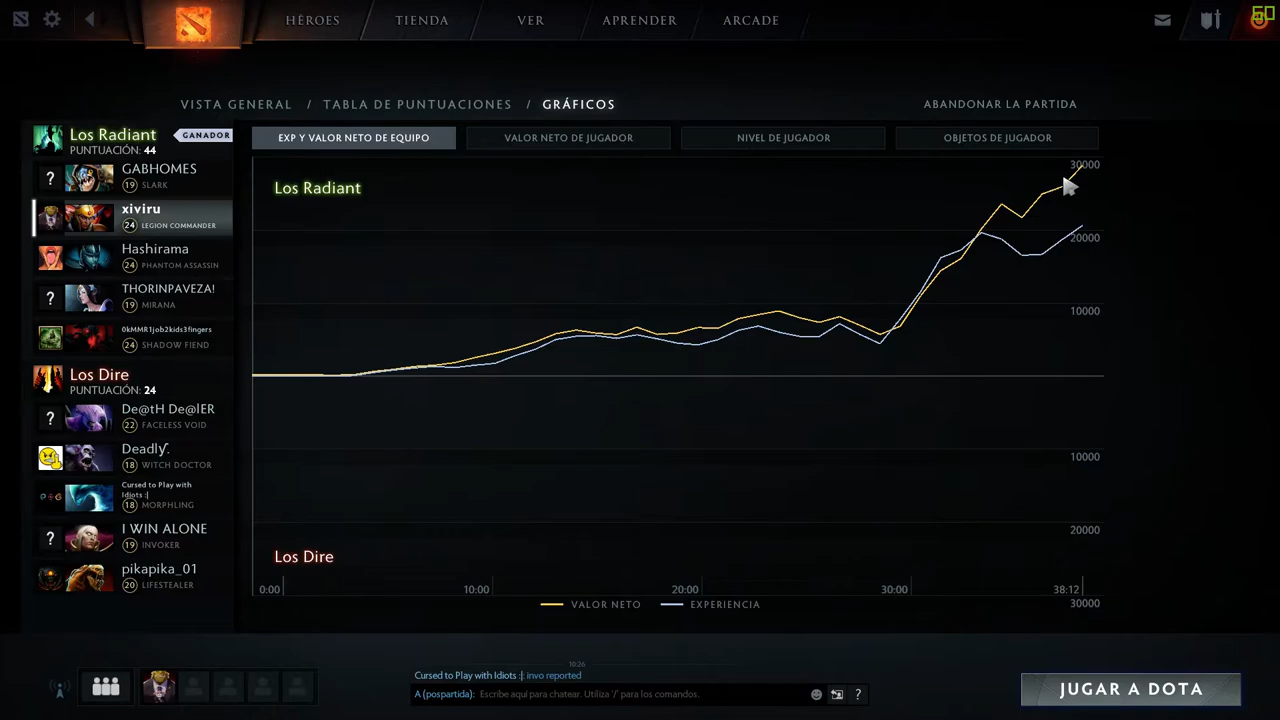 60
HÉROES
TIENDA
VER
APRENDER
ARCADE
VISTA GENERAL / TABLA DE PUNTUACIONES / GRÁFICOS
ABANDONAR LA PARTIDA
Los Radiant
GANADOR
PUNTUACIÓN: 44
?
GABHOMES
19 SLARK
xiviru
24 LEGION COMMANDER
Hashirama
24 PHANTOM ASSASSIN
?
THORINPAVEZA!
19 MIRANA
0kMMR1job2kids3fingers
24 SHADOW FIEND
Los Dire
PUNTUACIÓN: 24
?
De@tH De@lER
22 FACELESS VOID
Deadlƴ.
18 WITCH DOCTOR
Cursed to Play with
Idiots :|
18 MORPHLING
?
I WIN ALONE
19 INVOKER
pikapika_01
20 LIFESTEALER
EXP Y VALOR NETO DE EQUIPO
VALOR NETO DE JUGADOR
NIVEL DE JUGADOR
OBJETOS DE JUGADOR
Los Radiant
30000
20000
10000
10000
20000
Los Dire
0:00
10:00
20:00
30:00
38:12
30000
VALOR NETO
EXPERIENCIA
10:26
Cursed to Play with Idiots :|: invo reported
A (pospartida): Escribe aquí para chatear. Utiliza '/' para los comandos.
?
JUGAR A DOTA